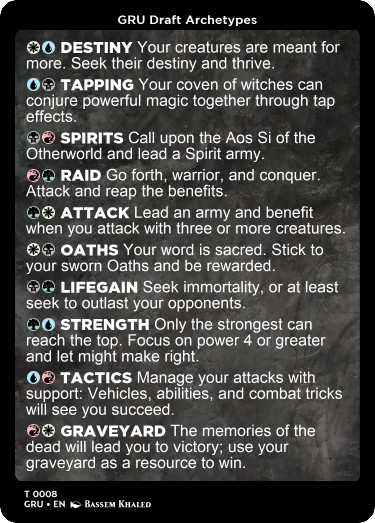 GRU Draft Archetypes
DESTINY Your creatures are meant for
more. Seek their destiny and thrive.
TAPPING Your coven of witches can
conjure powerful magic together through tap
effects.
SPIRITS Call upon the Aos Si of the
Otherworld and lead a Spirit army.
RAID Go forth, warrior, and conquer.
Attack and reap the benefits.
ATTACK Lead an army and benefit
when you attack with three or more creatures.
OATHS Your word is sacred. Stick to
your sworn Oaths and be rewarded.
LIFEGAIN Seek immortality, or at least
seek to outlast your opponents.
STRENGTH Only the strongest can
reach the top. Focus on power 4 or greater
and let might make right.
TACTICS Manage your attacks with
support: Vehicles, abilities, and combat tricks
will see you succeed.
GRAVEYARD The memories of the
dead will lead you to victory; use your
graveyard as a resource to win.
T 0008
GRU • EN Bassem Khaled